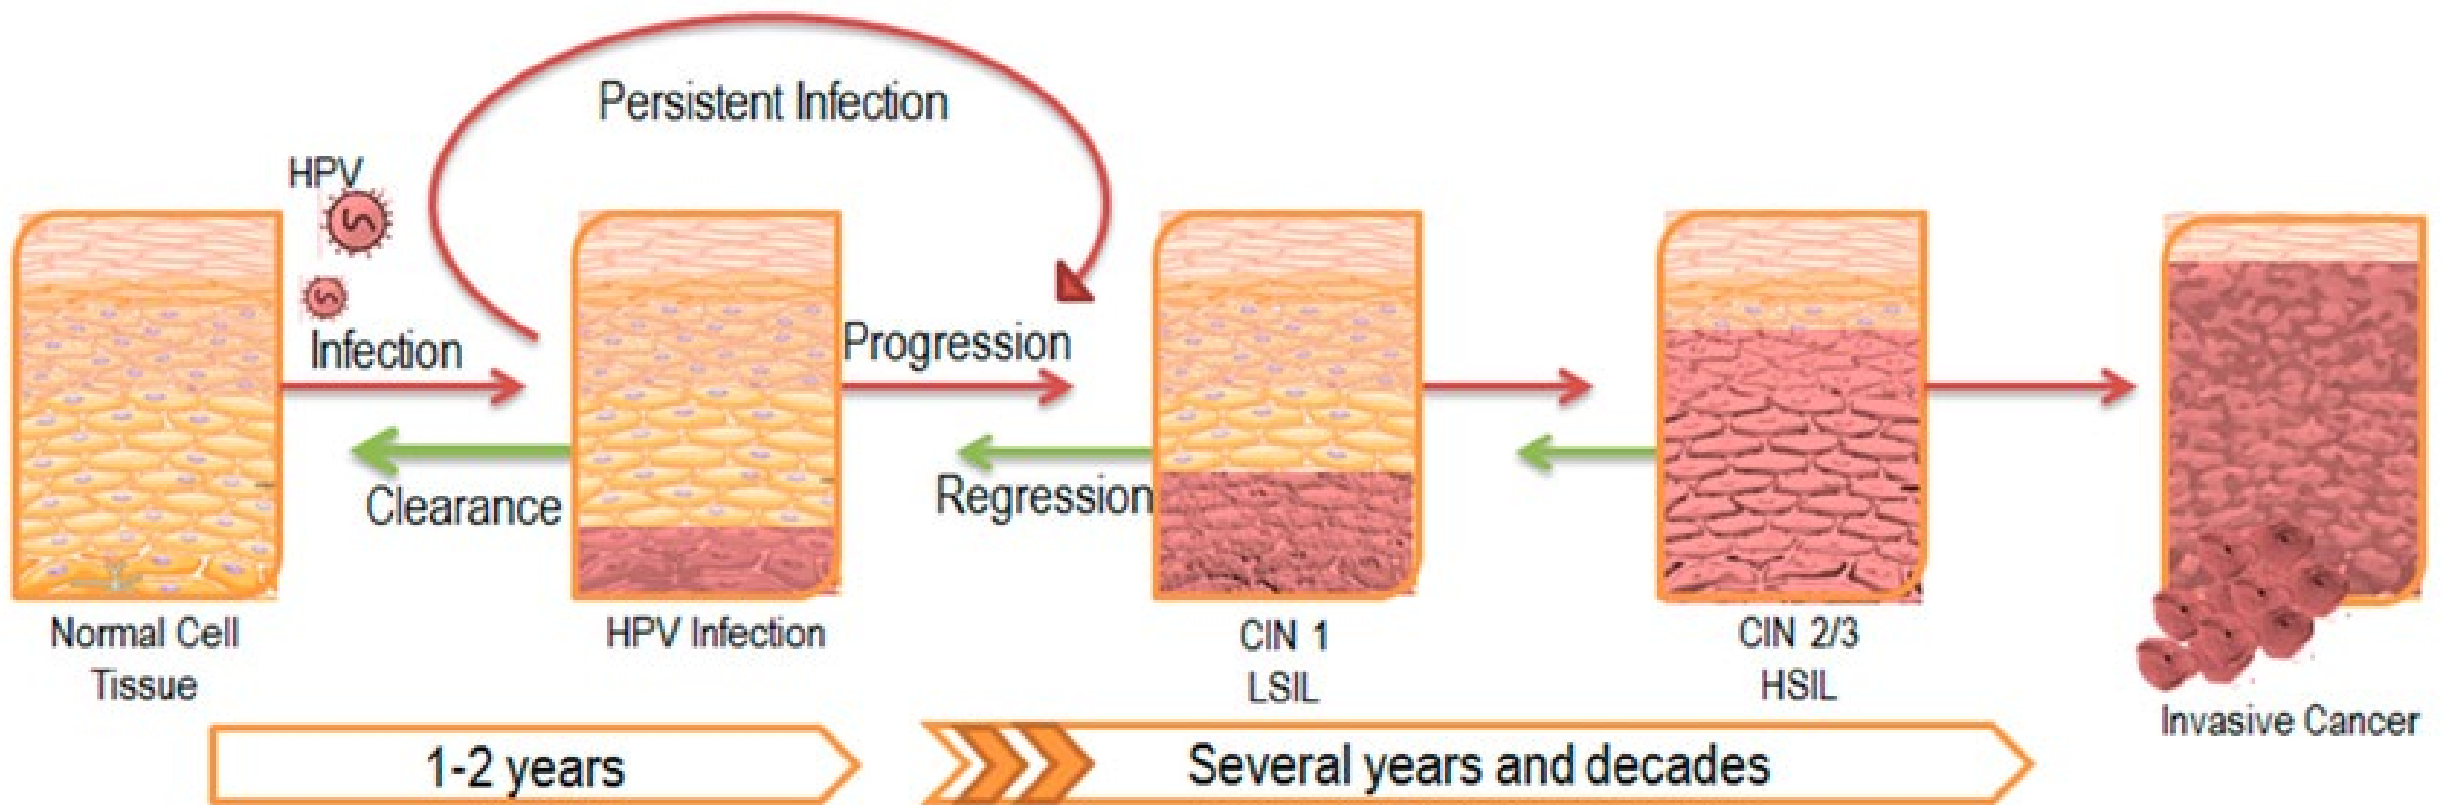 Persistent Infection
HPV
Infection
Progression
Clearance
Regression
Normal Cell
Tissue
HPV Infection
CIN 1
LSIL
CIN 2/3
HSIL
Invasive Cancer
1-2 years
Several years and decades